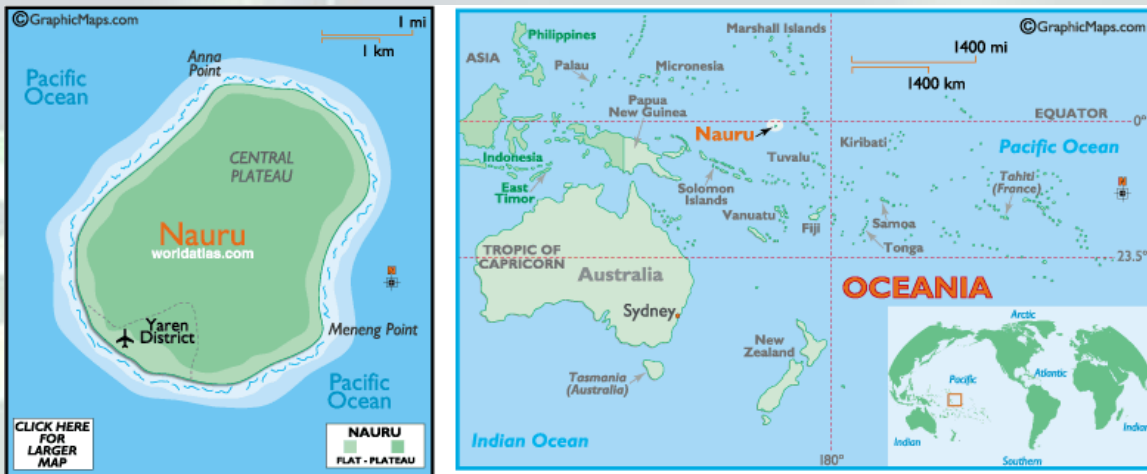 ©GraphicMaps.com
1 mi
1 km
Anna
Point
Pacific
Ocean
CENTRAL
PLATEAU
Nauru
worldatlas.com
Yaren
District
Meneng Point
Pacific
Ocean
CLICK HERE
FOR
LARGER
MAP
NAURU
FLAT - PLATEAU
©GraphicMaps.com
Philippines
Marshall Islands
1400 mi
1400 km
ASIA
Palau
Micronesia
Papua
New Guinea
EQUATOR
0°
Nauru
Kiribati
Pacific Ocean
Indonesia
Tuvalu
East
Timor
Solomon
Islands
Tahiti
(France)
Vanuatu
Fiji
Samoa
Tonga
TROPIC OF
CAPRICORN
23.5°
Australia
OCEANIA
Sydney
New
Zealand
Tasmania
(Australia)
Indian Ocean
180°
Arctic
Pacific
Atlantic
Indian
Indian
Southern